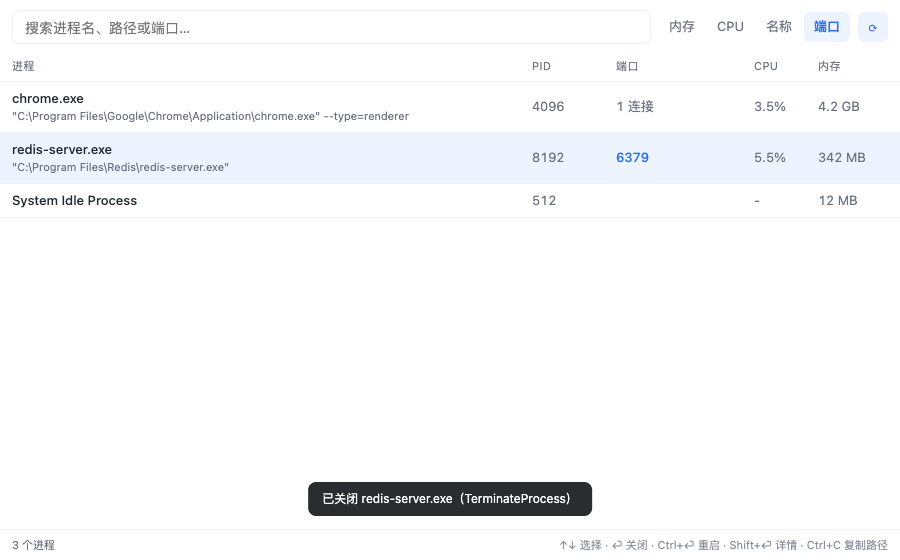 搜索进程名、路径或端口... 内存 CPU 名称 端口 ⟳
进程 PID 端口 CPU 内存
chrome.exe 4096 1 连接 3.5% 4.2 GB
"C:\Program Files\Google\Chrome\Application\chrome.exe" --type=renderer
redis-server.exe 8192 6379 5.5% 342 MB
"C:\Program Files\Redis\redis-server.exe"
System Idle Process 512 - 12 MB
已关闭 redis-server.exe（TerminateProcess）
3 个进程 ↑↓ 选择 · ⏎ 关闭 · Ctrl+⏎ 重启 · Shift+⏎ 详情 · Ctrl+C 复制路径